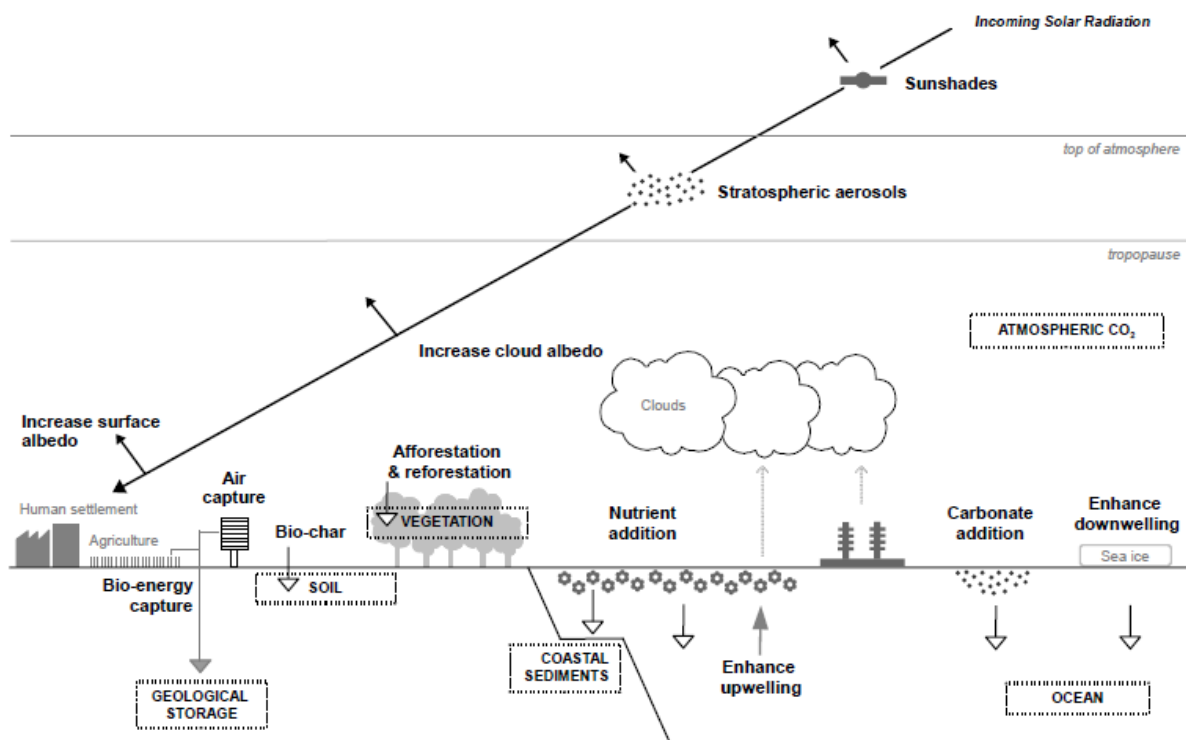 Incoming Solar Radiation
Sunshades
top of atmosphere
Stratospheric aerosols
tropopause
ATMOSPHERIC CO₂
Increase cloud albedo
Clouds
Increase surface
albedo
Afforestation
& reforestation
Air
capture
Human settlement
Agriculture
Bio-char
VEGETATION
Nutrient
addition
Carbonate
addition
Enhance
downwelling
Sea ice
Bio-energy
capture
SOIL
COASTAL
SEDIMENTS
Enhance
upwelling
GEOLOGICAL
STORAGE
OCEAN